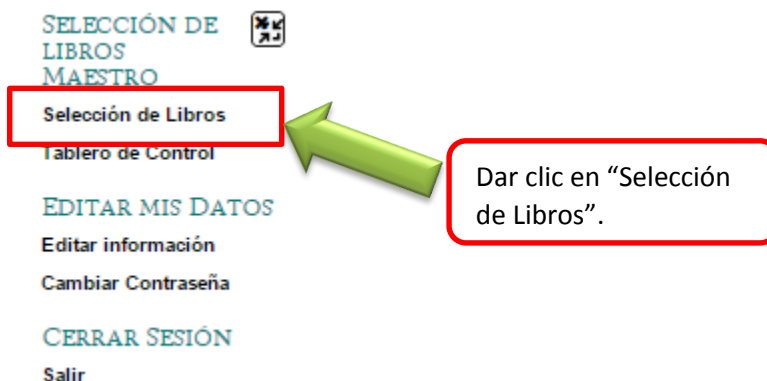 SELECCIÓN DE
LIBROS
MAESTRO
Selección de Libros
Tablero de Control
Dar clic en “Selección
de Libros”.
EDITAR MIS DATOS
Editar información
Cambiar Contraseña
CERRAR SESIÓN
Salir